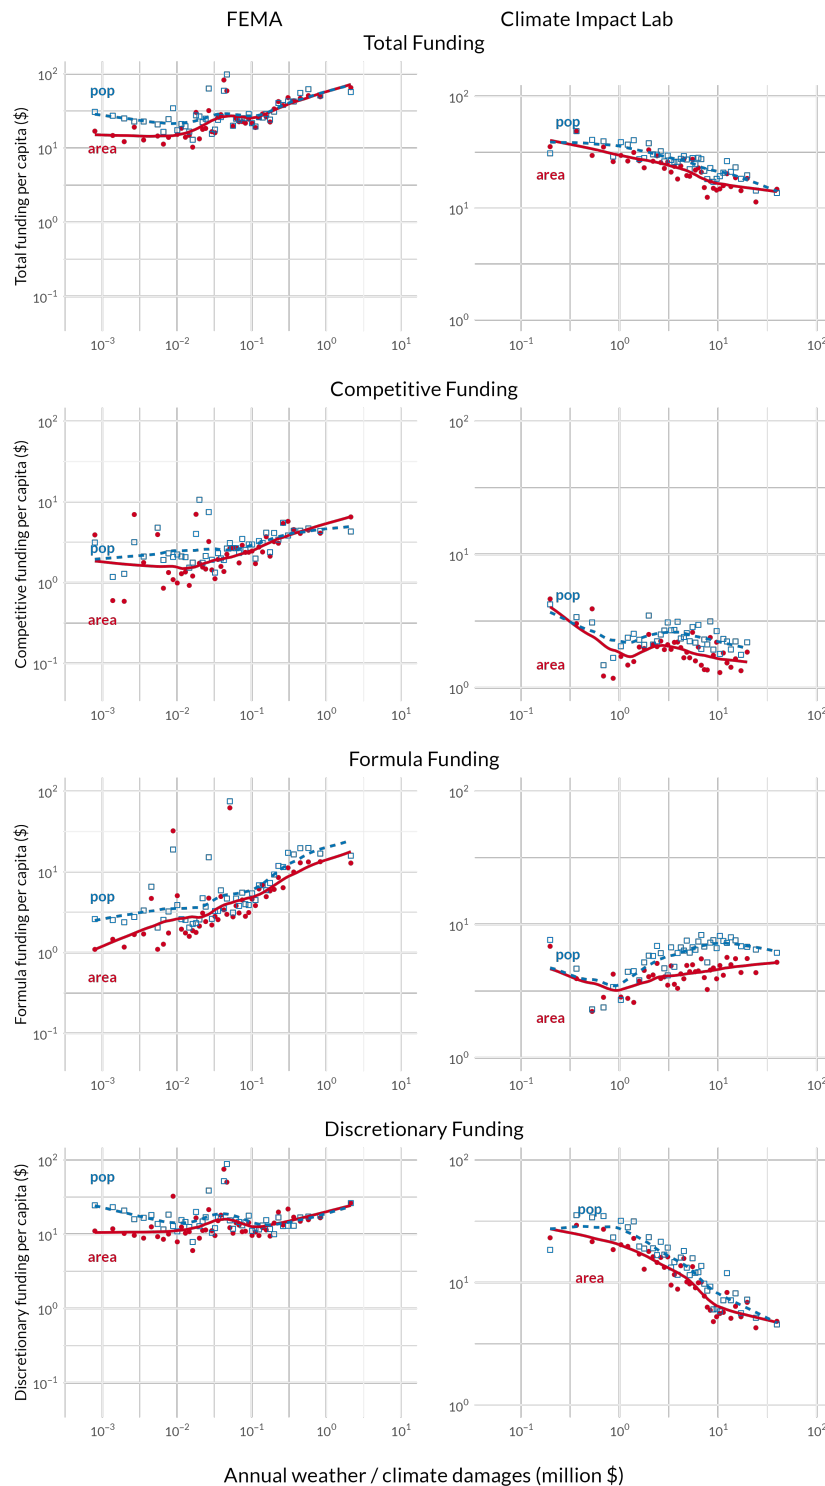 FEMA
Climate Impact Lab
Total Funding
Total funding per capita ($)
10²
10¹
10⁰
10⁻¹
pop
area
10⁻³ 10⁻² 10⁻¹ 10⁰ 10¹
10²
10¹
10⁰
pop
area
10⁻¹ 10⁰ 10¹ 10²
Competitive Funding
Competitive funding per capita ($)
10²
10¹
10⁰
10⁻¹
pop
area
10⁻³ 10⁻² 10⁻¹ 10⁰ 10¹
10²
10¹
10⁰
pop
area
10⁻¹ 10⁰ 10¹ 10²
Formula Funding
Formula funding per capita ($)
10²
10¹
10⁰
10⁻¹
pop
area
10⁻³ 10⁻² 10⁻¹ 10⁰ 10¹
10²
10¹
10⁰
pop
area
10⁻¹ 10⁰ 10¹ 10²
Discretionary Funding
Discretionary funding per capita ($)
10²
10¹
10⁰
10⁻¹
pop
area
10⁻³ 10⁻² 10⁻¹ 10⁰ 10¹
10²
10¹
10⁰
pop
area
10⁻¹ 10⁰ 10¹ 10²
Annual weather / climate damages (million $)